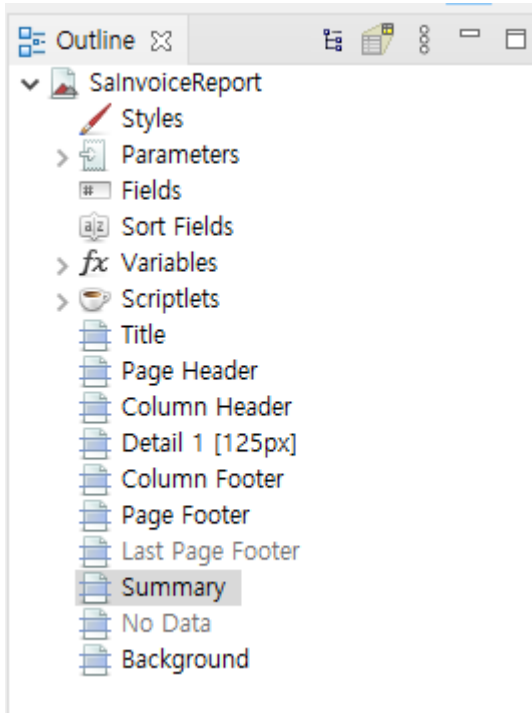 Outline
SaInvoiceReport
Styles
Parameters
# Fields
a z Sort Fields
fx Variables
Scriptlets
Title
Page Header
Column Header
Detail 1 [125px]
Column Footer
Page Footer
Last Page Footer
Summary
No Data
Background